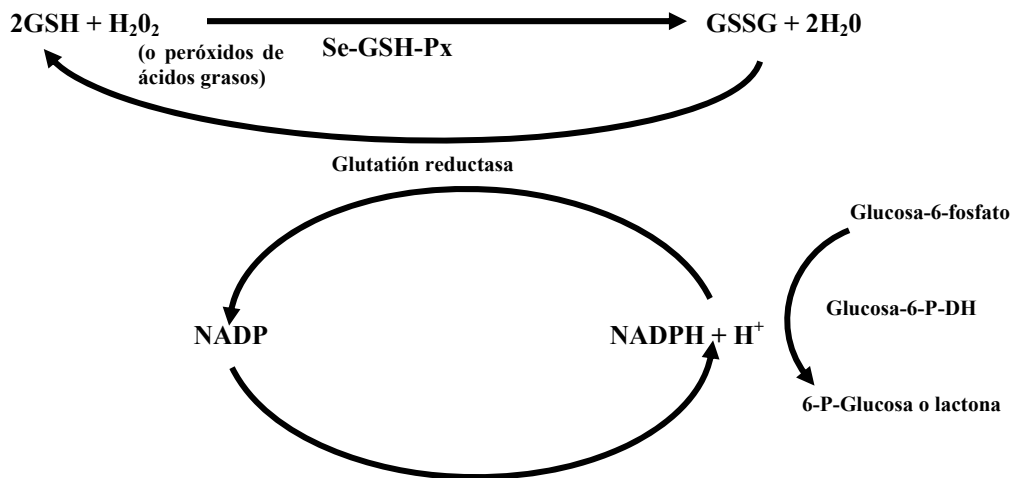 2GSH + H₂0₂ GSSG + 2H₂0
Se-GSH-Px
(o peróxidos de
ácidos grasos)
Glutatión reductasa
Glucosa-6-fosfato
Glucosa-6-P-DH
NADP NADPH + H⁺
6-P-Glucosa o lactona